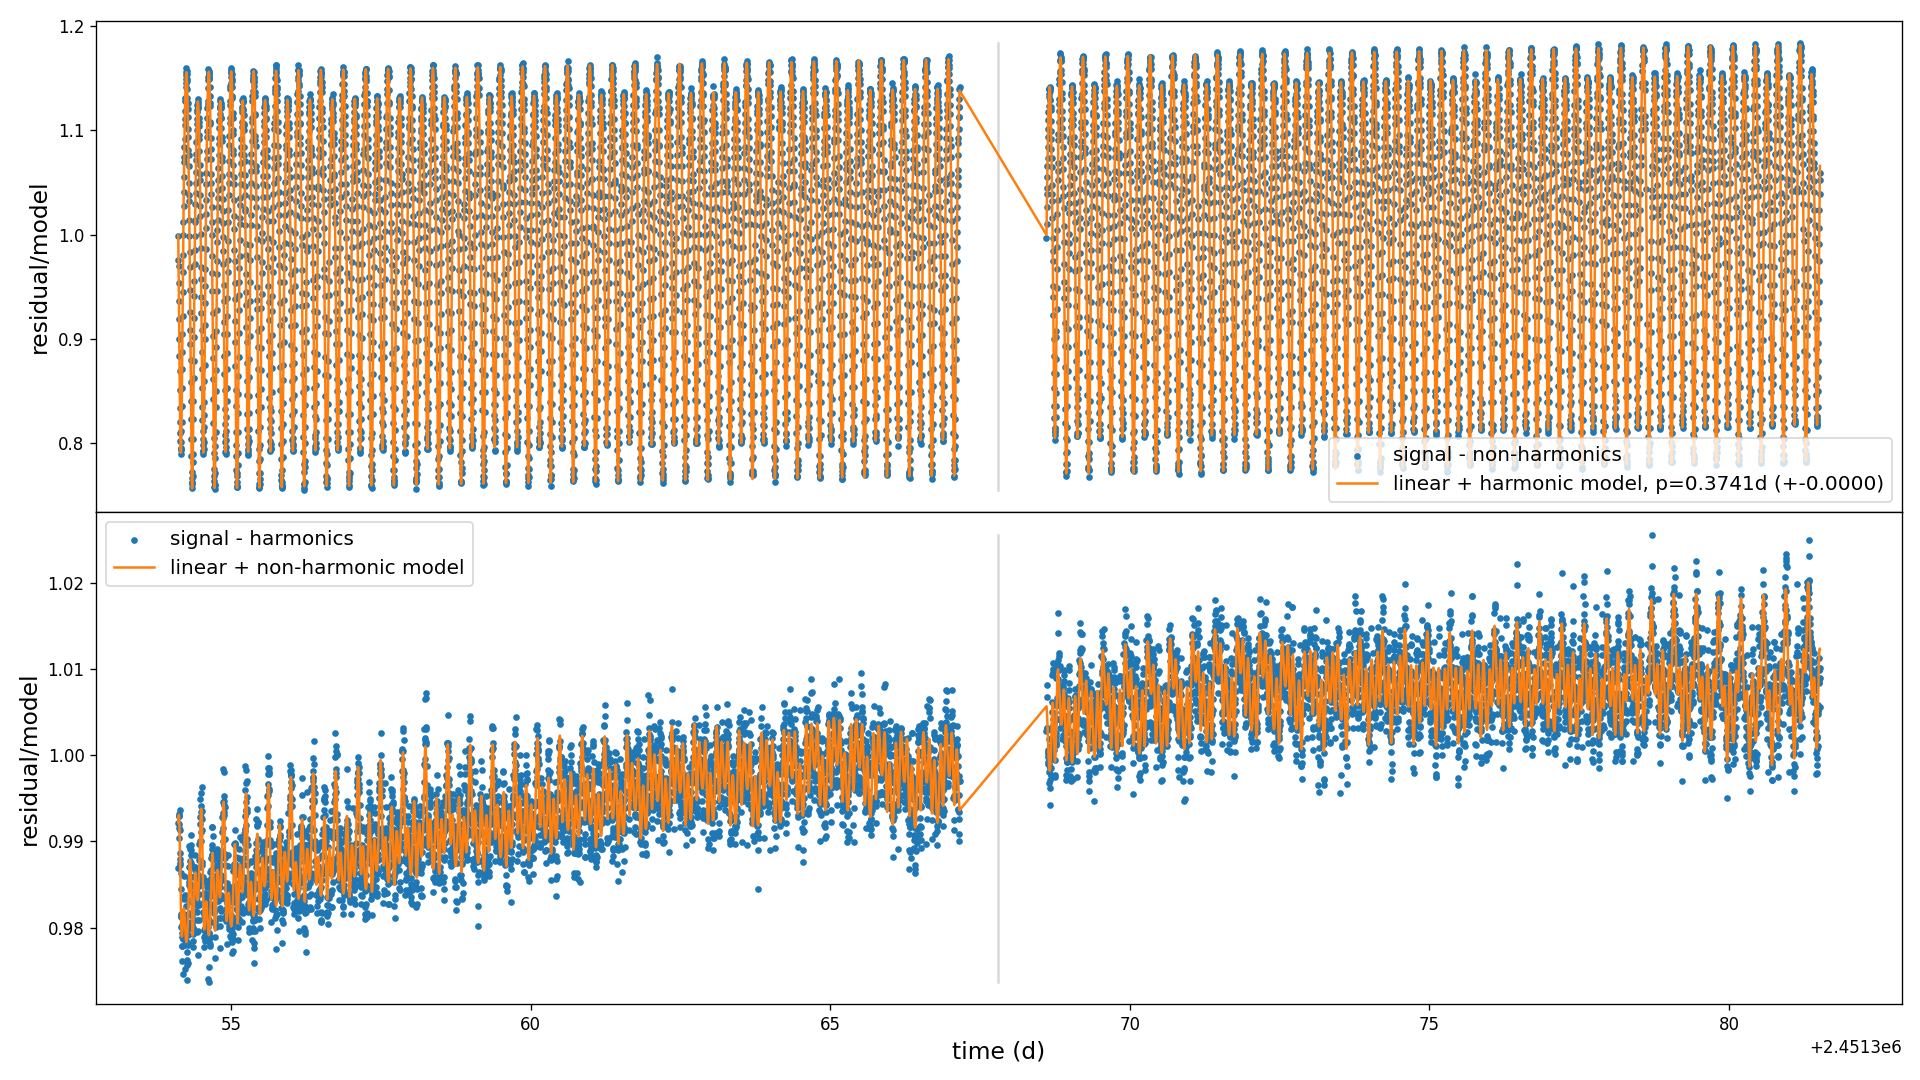 1.2
1.1
1.0
0.9
0.8
residual/model
signal - non-harmonics
linear + harmonic model, p=0.3741d (+-0.0000)
signal - harmonics
linear + non-harmonic model
1.02
1.01
1.00
0.99
0.98
residual/model
55
60
65
70
75
80
time (d)
+2.4513e6